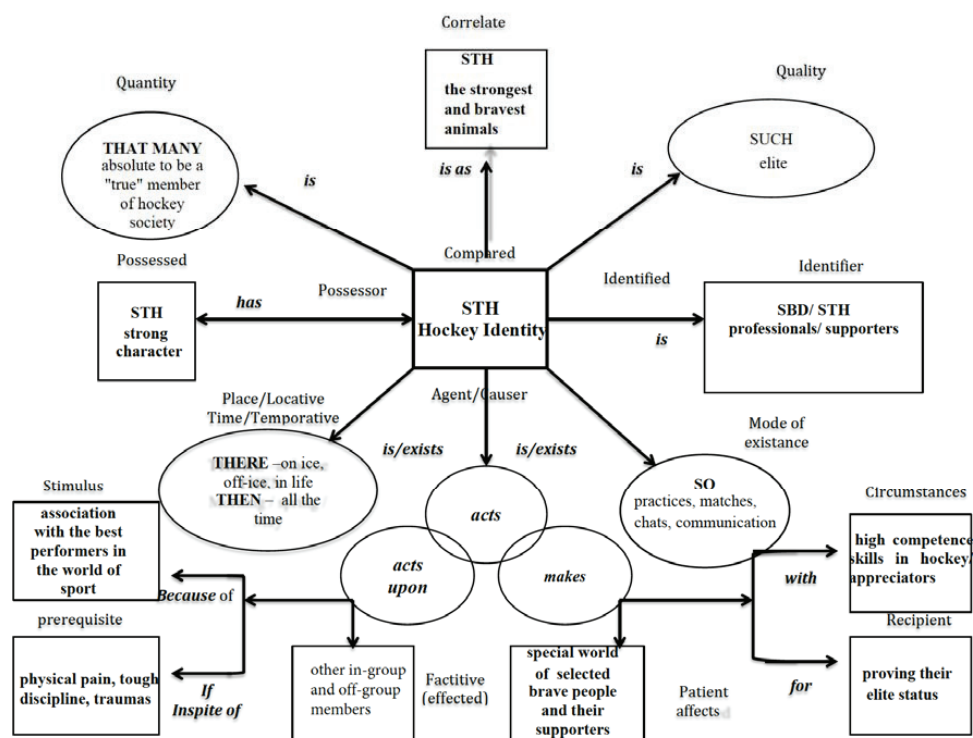 Correlate
STH
the strongest
and bravest
animals
Quantity
Quality
THAT MANY
absolute to be a
"true" member
of hockey
society
SUCH
elite
is
is as
is
Compared
Possessed
Possessor
Identified
Identifier
STH
strong
character
has
STH
Hockey Identity
is
SBD/ STH
professionals/ supporters
Place/Locative
Time/Temporative
Agent/Causer
Mode of
existance
is/exists
is/exists
THERE –on ice,
off-ice, in life
THEN – all the
time
SO
practices, matches,
chats, communication
Stimulus
Circumstances
association
with the best
performers in
the world of
sport
acts
acts
upon
makes
high competence
skills in hockey/
appreciators
Because of
with
prerequisite
Recipient
physical pain, tough
discipline, traumas
If
Inspite of
other in-group
and off-group
members
Factitive
(effected)
special world
of selected
brave people
and their
supporters
Patient
affects
for
proving their
elite status